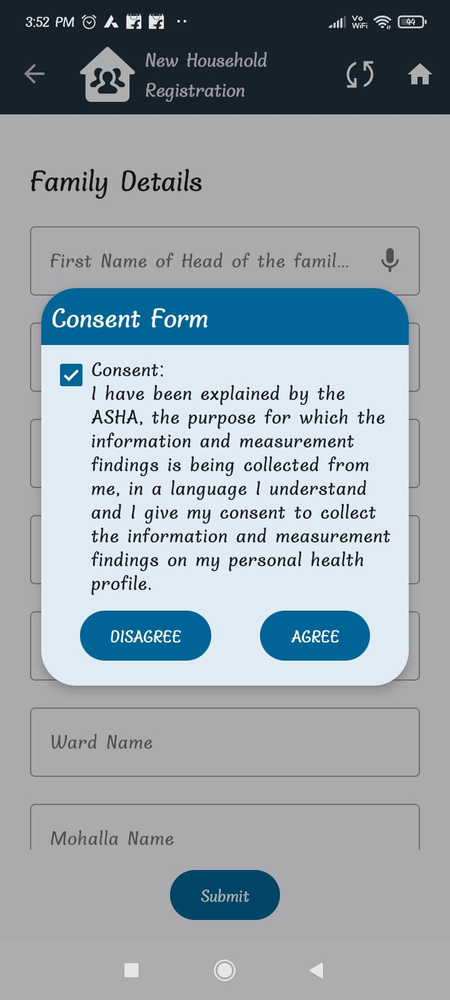 3:52 PM
Vo
WiFi
44
New Household
Registration
Family Details
First Name of Head of the famil...
Consent Form
Consent:
I have been explained by the
ASHA, the purpose for which the
information and measurement
findings is being collected from
me, in a language I understand
and I give my consent to collect
the information and measurement
findings on my personal health
profile.
DISAGREE
AGREE
Ward Name
Mohalla Name
Submit